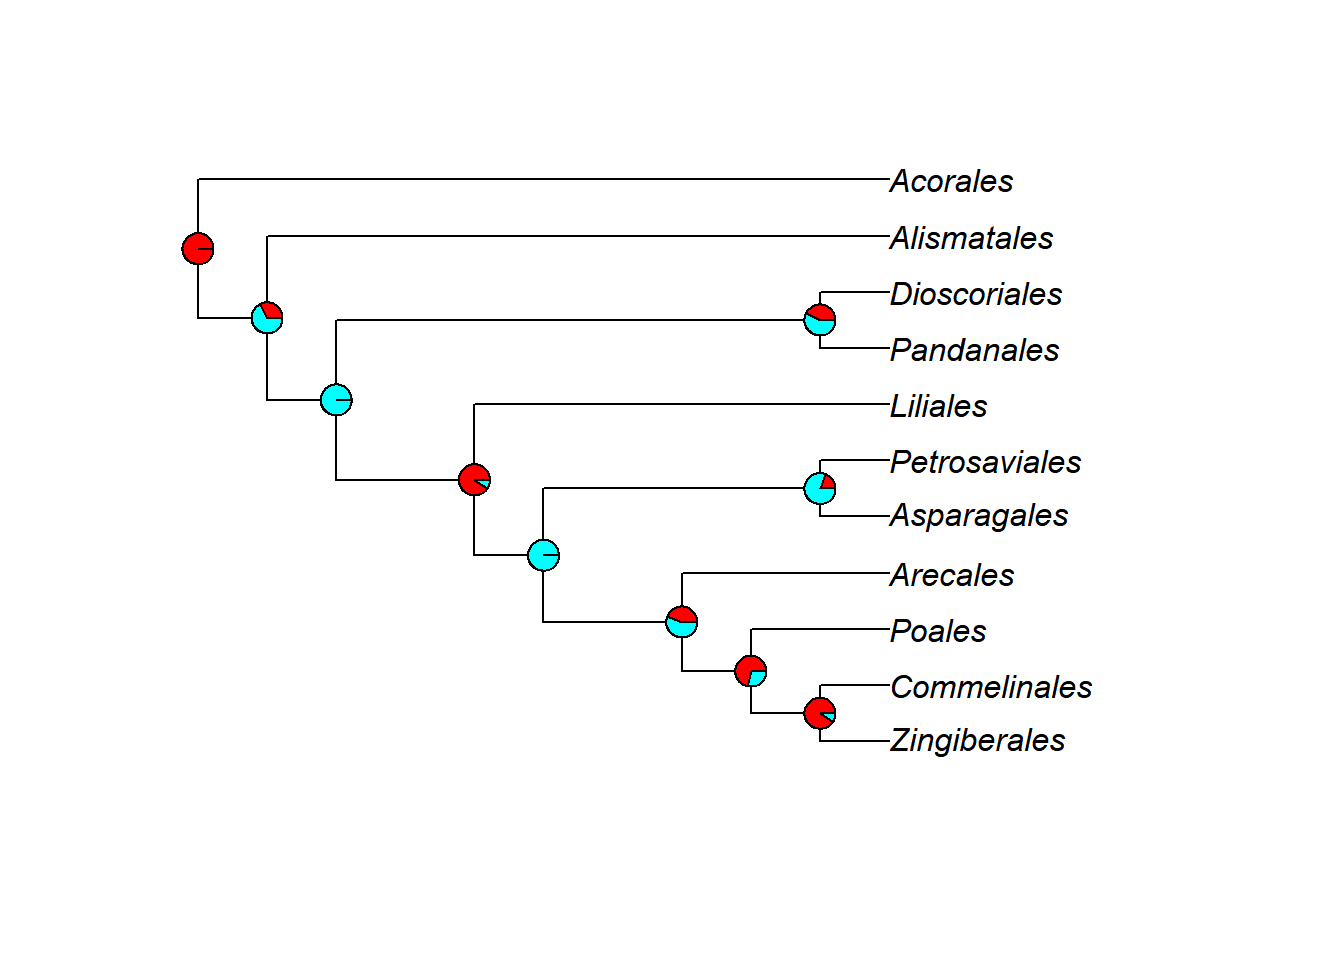 Acorales
Alismatales
Dioscoriales
Pandanales
Liliales
Petrosaviales
Asparagales
Arecales
Poales
Commelinales
Zingiberales